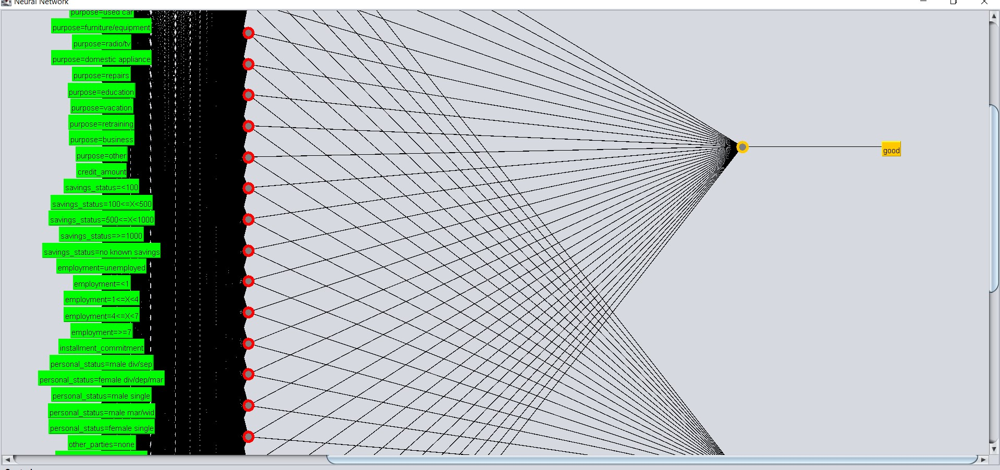 Neural Network
purpose=used car
purpose=furniture/equipment
purpose=radio/tv
purpose=domestic appliance
purpose=repairs
purpose=education
purpose=vacation
purpose=retraining
purpose=business
purpose=other
credit_amount
savings_status=<100
savings_status=100<=X<500
savings_status=500<=X<1000
savings_status=>=1000
savings_status=no known savings
employment=unemployed
employment=<1
employment=1<=X<4
employment=4<=X<7
employment=>=7
installment_commitment
personal_status=male div/sep
personal_status=female div/dep/mar
personal_status=male single
personal_status=male mar/wid
personal_status=female single
other_parties=none
good